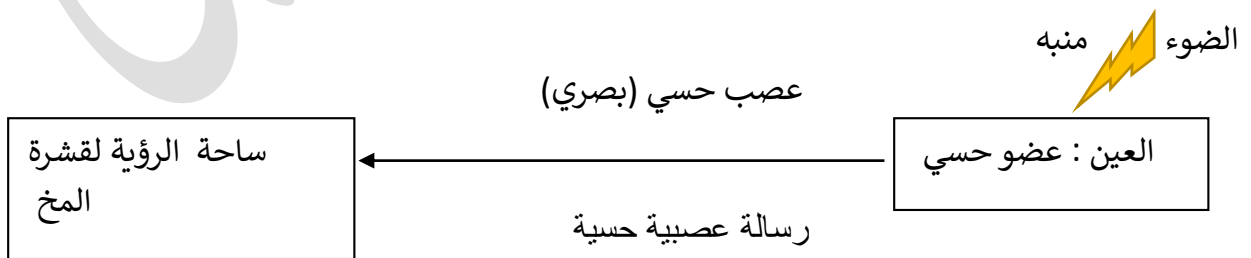 الضوء
منبه
عصب حسي (بصري)
العين : عضو حسي
ساحة الرؤية لقشرة
المخ
رسالة عصبية حسية